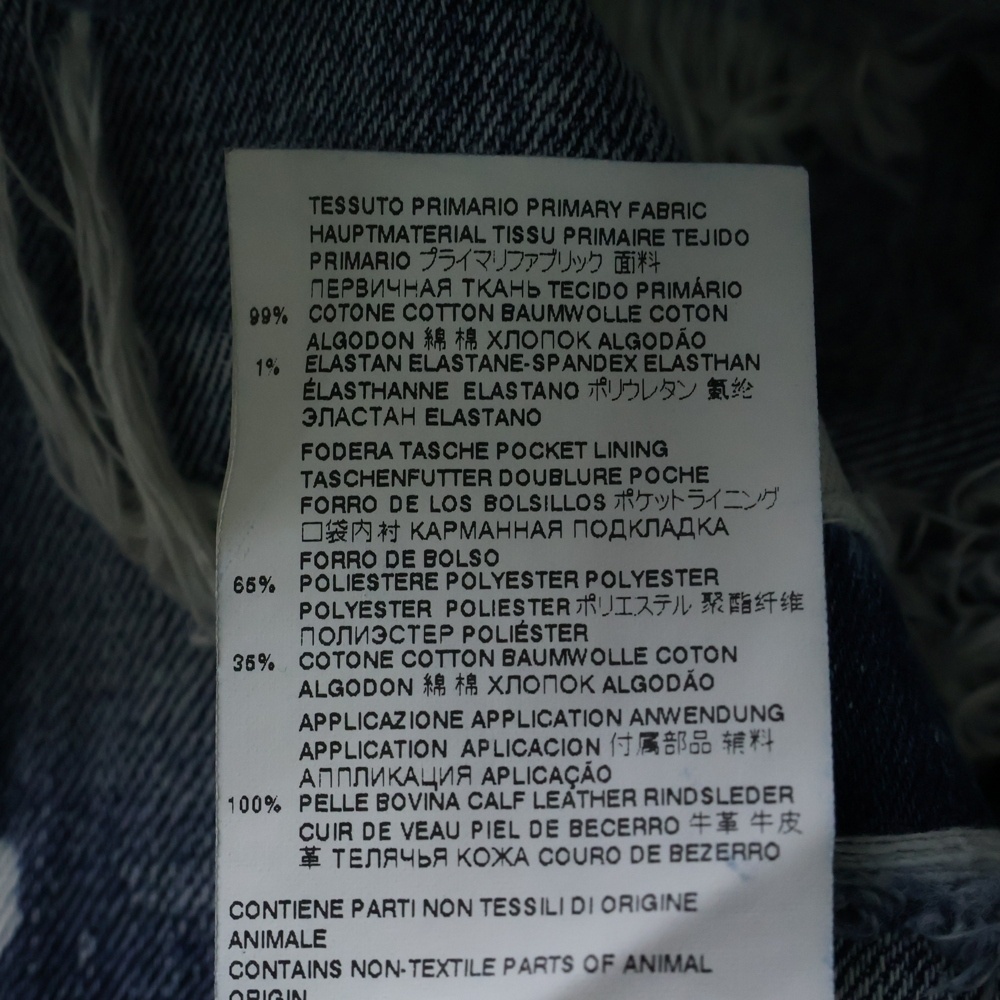 TESSUTO PRIMARIO PRIMARY FABRIC
HAUPTMATERIAL TISSU PRIMAIRE TEJIDO
PRIMARIO プライマリファブリック 面料
ПЕРВИЧНАЯ ТКАНЬ TECIDO PRIMÁRIO
99% COTONE COTTON BAUMWOLLE COTON
ALGODON 綿 棉 ХЛОПОК ALGODÃO
1% ELASTAN ELASTANE-SPANDEX ELASTHAN
ÉLASTHANNE ELASTANO ポリウレタン 氨纶
ЭЛАСТАН ELASTANO
FODERA TASCHE POCKET LINING
TASCHENFUTTER DOUBLURE POCHE
FORRO DE LOS BOLSILLOS ポケットライニング
口袋内衬 КАРМАННАЯ ПОДКЛАДКА
FORRO DE BOLSO
65% POLIESTERE POLYESTER POLYESTER
POLYESTER POLIESTER ポリエステル 聚酯纤维
ПОЛИЭСТЕР POLIÉSTER
35% COTONE COTTON BAUMWOLLE COTON
ALGODON 綿 棉 ХЛОПОК ALGODÃO
APPLICAZIONE APPLICATION ANWENDUNG
APPLICATION APLICACION 付属部品 辅料
АППЛИКАЦИЯ APLICAÇÃO
100% PELLE BOVINA CALF LEATHER RINDSLEDER
CUIR DE VEAU PIEL DE BECERRO 牛革 牛皮
革 ТЕЛЯЧЬЯ КОЖА COURO DE BEZERRO
CONTIENE PARTI NON TESSILI DI ORIGINE
ANIMALE
CONTAINS NON-TEXTILE PARTS OF ANIMAL
ORIGIN